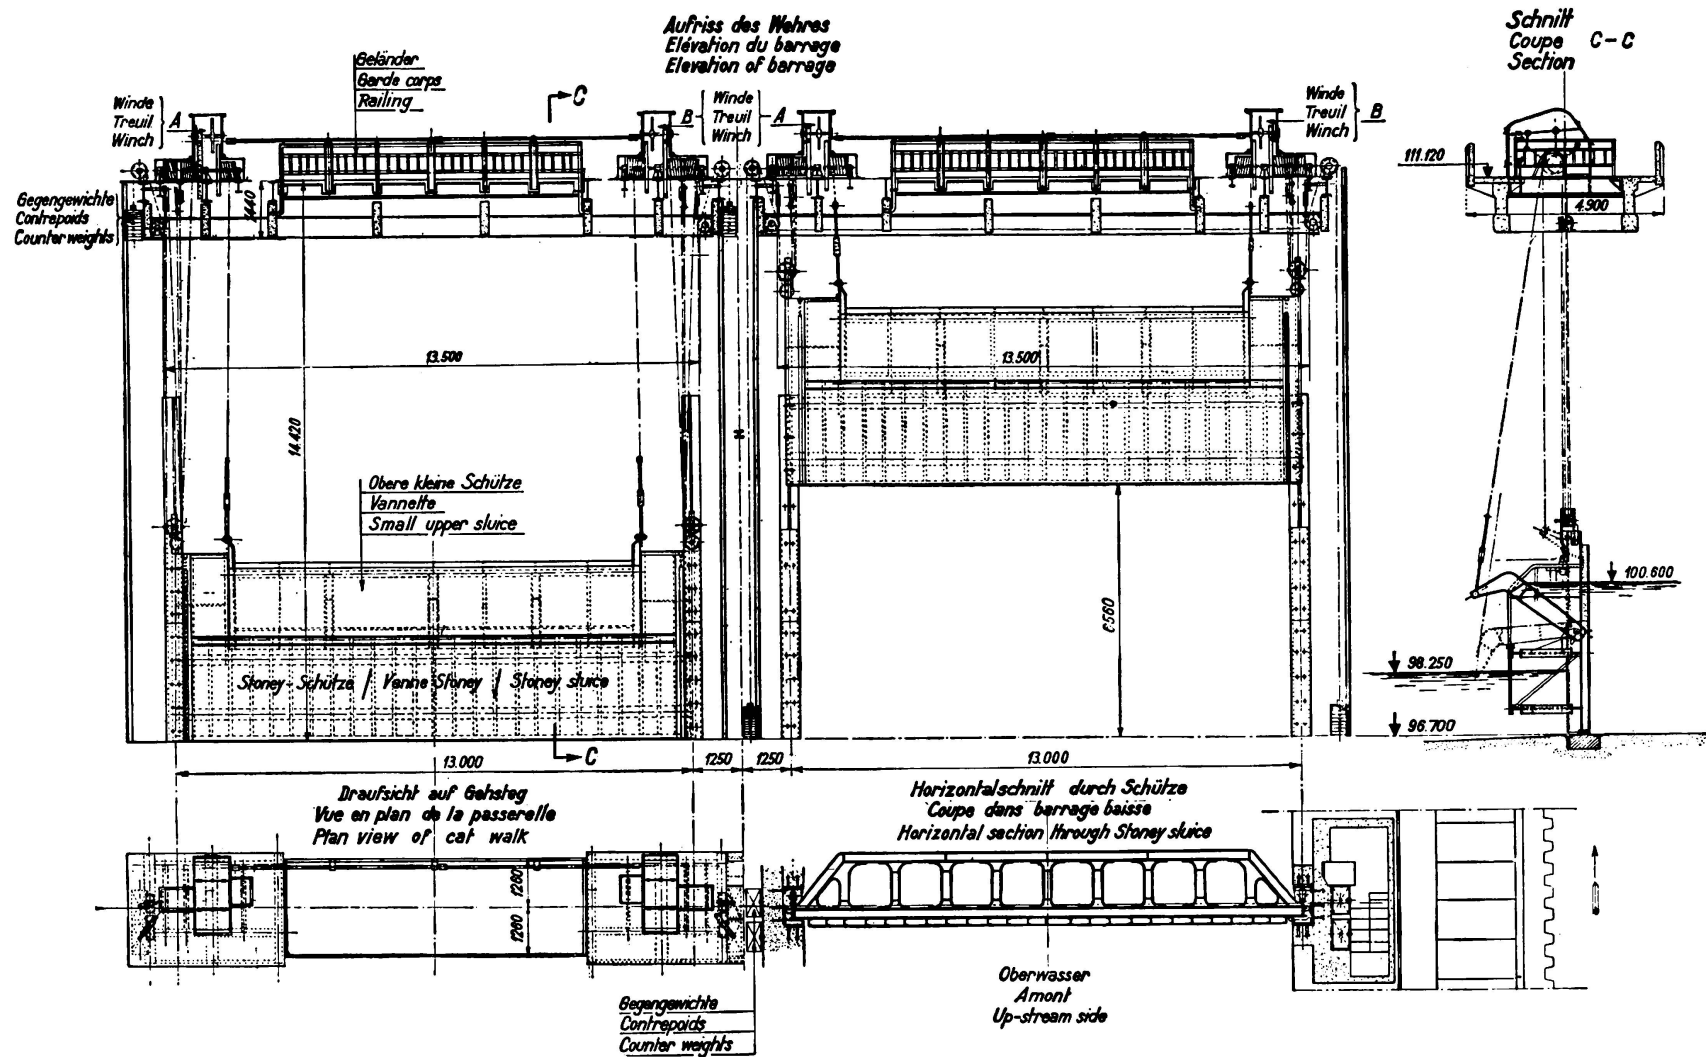 Aufriss des Wehres
Elévation du barrage
Elevation of barrage
Schnitt
Coupe C-C
Section
Geländer
Garde corps
Railing
C
Winde
Treuil A
Winch
B
Winde
Treuil A
Winch
Winde
Treuil B
Winch
111.120
4.900
Gegengewichte
Contrepoids
Counter weights
1440
13.500
13.500
14.420
Obere kleine Schütze
Vannette
Small upper sluice
6560
100.600
98.250
96.700
Stoney-Schütze / Vanne Stoney / Stoney sluice
C
13.000
1250
1250
13.000
Draufsicht auf Gehsteg
Vue en plan de la passerelle
Plan view of cat walk
Horizontalschnitt durch Schütze
Coupe dans barrage baisse
Horizontal section through Stoney sluice
1260
1260
Oberwasser
Amont
Up-stream side
Gegengewichte
Contrepoids
Counter weights